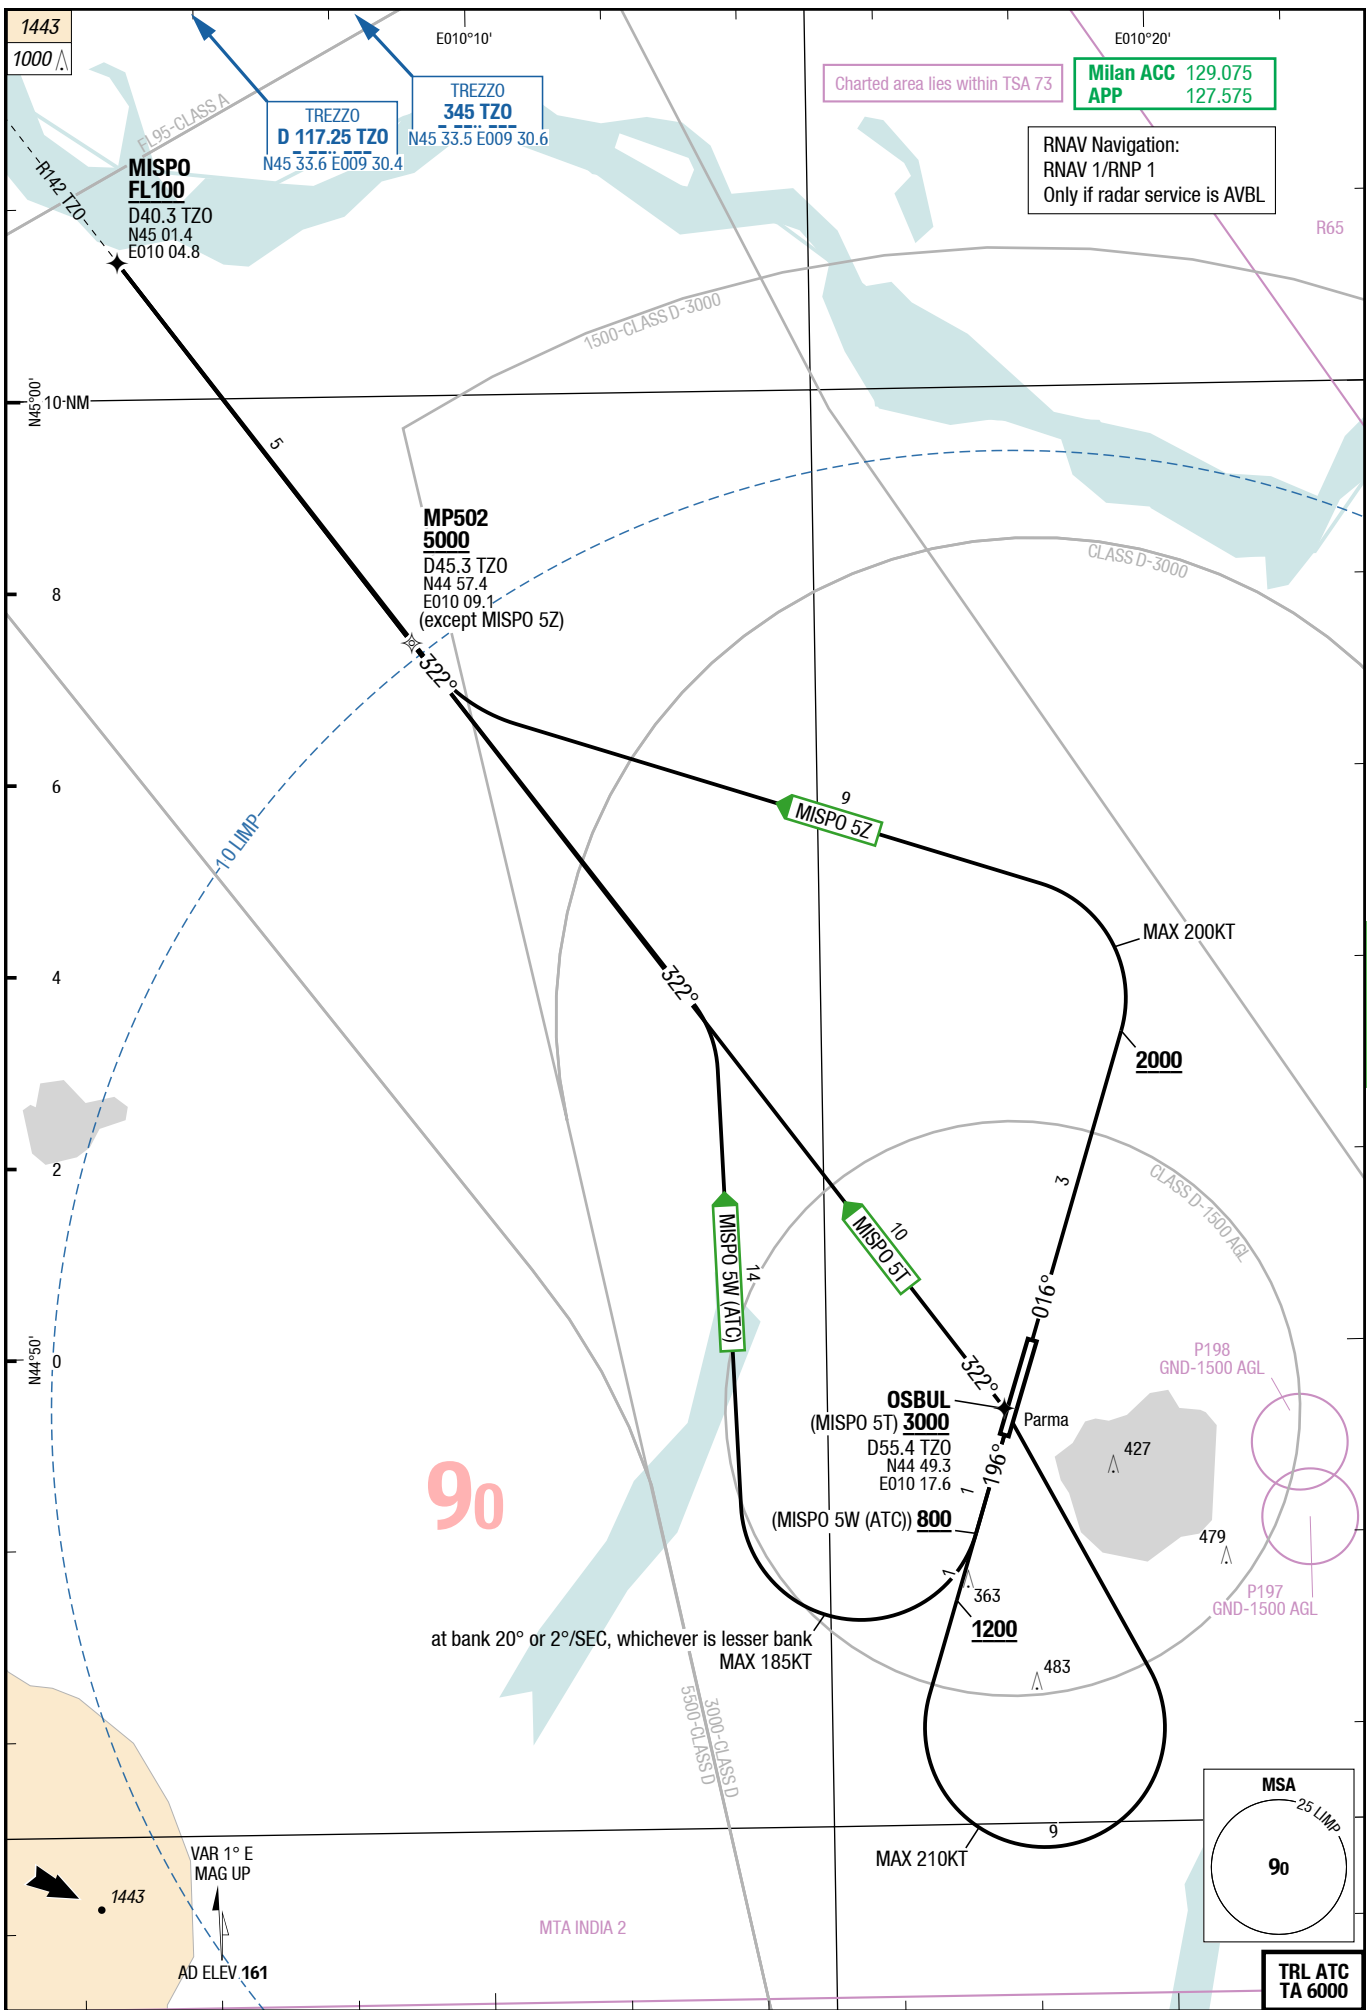 1443
1000
E010°10'
E010°20'
TREZZO
D 117.25 TZO
N45 33.6 E009 30.4
TREZZO
345 TZO
N45 33.5 E009 30.6
Charted area lies within TSA 73
Milan ACC 129.075
APP 127.575
RNAV Navigation:
RNAV 1/RNP 1
Only if radar service is AVBL
R65
FL95-CLASS A
R142 TZO
MISPO
FL100
D40.3 TZO
N45 01.4
E010 04.8
1500-CLASS D-3000
N45°00'
10-NM
5
MP502
5000
D45.3 TZO
N44 57.4
E010 09.1
(except MISPO 5Z)
CLASS D-3000
8
322°
6
9
MISPO 5Z
10 LIMP
MAX 200KT
4
322°
2000
2
3
CLASS D-1500 AGL
10
MISPO 5T
14
MISPO 5W (ATC)
016°
N44°50'
0
322°
P198
GND-1500 AGL
OSBUL
(MISPO 5T) 3000
D55.4 TZO
N44 49.3
E010 17.6
Parma
427
196°
1
90
(MISPO 5W (ATC)) 800
479
1
363
P197
GND-1500 AGL
1200
at bank 20° or 2°/SEC, whichever is lesser bank
MAX 185KT
483
3000-CLASS D
5500-CLASS D
MSA
25 LIMP
90
9
MAX 210KT
VAR 1° E
MAG UP
1443
MTA INDIA 2
AD ELEV 161
TRL ATC
TA 6000